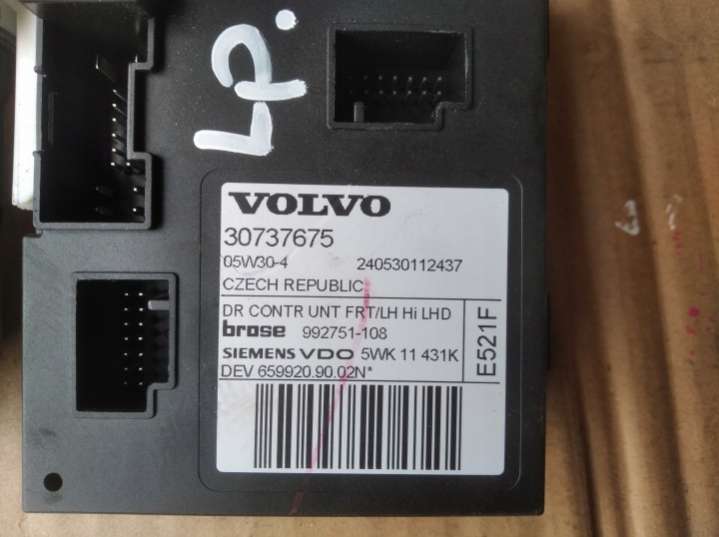 LP.
VOLVO
30737675
05W30-4 240530112437
CZECH REPUBLIC
DR CONTR UNT FRT/LH Hi LHD
brose 992751-108
SIEMENS VDO 5WK 11 431K
DEV 659920.90.02N*
E521F